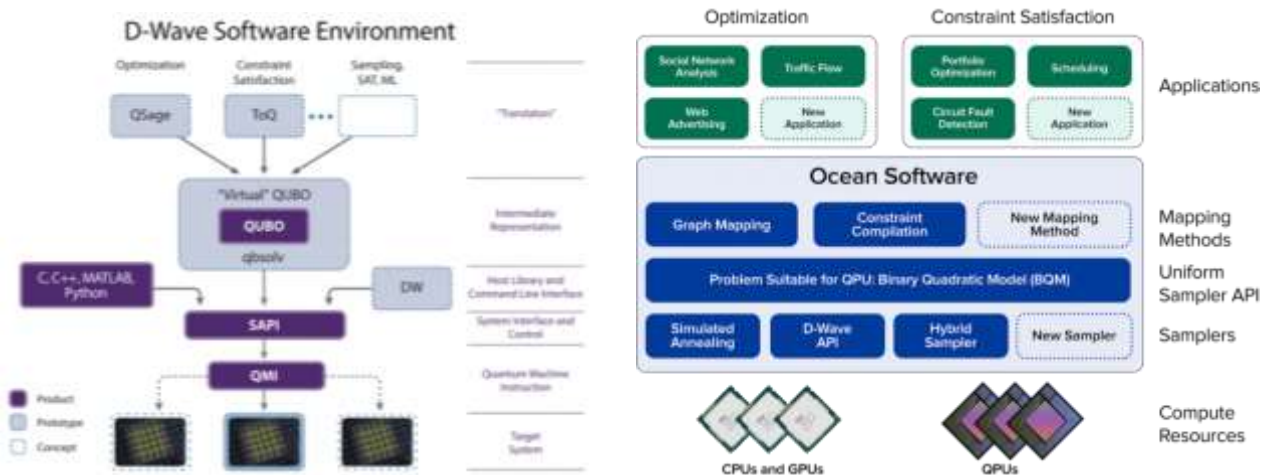 D-Wave Software Environment
Optimization
Constraint
Satisfaction
Sampling,
SAT, ML
QSage
ToQ
"Translation"
"Virtual" QUBO
QUBO
qbsolv
Intermediate
Representation
C, C++, MATLAB,
Python
DW
Host Library and
Command Line Interface
SAPI
System Interface and
Control
QMI
Quantum Machine
Instruction
Product
Prototype
Concept
Target
System
Optimization
Constraint Satisfaction
Social Network
Analysis
Traffic Flow
Portfolio
Optimization
Scheduling
Applications
Web
Advertising
New
Application
Circuit Fault
Detection
New
Application
Ocean Software
Graph Mapping
Constraint
Compilation
New Mapping
Method
Mapping
Methods
Problem Suitable for QPU: Binary Quadratic Model (BQM)
Uniform
Sampler API
Simulated
Annealing
D-Wave
API
Hybrid
Sampler
New Sampler
Samplers
CPUs and GPUs
QPUs
Compute
Resources